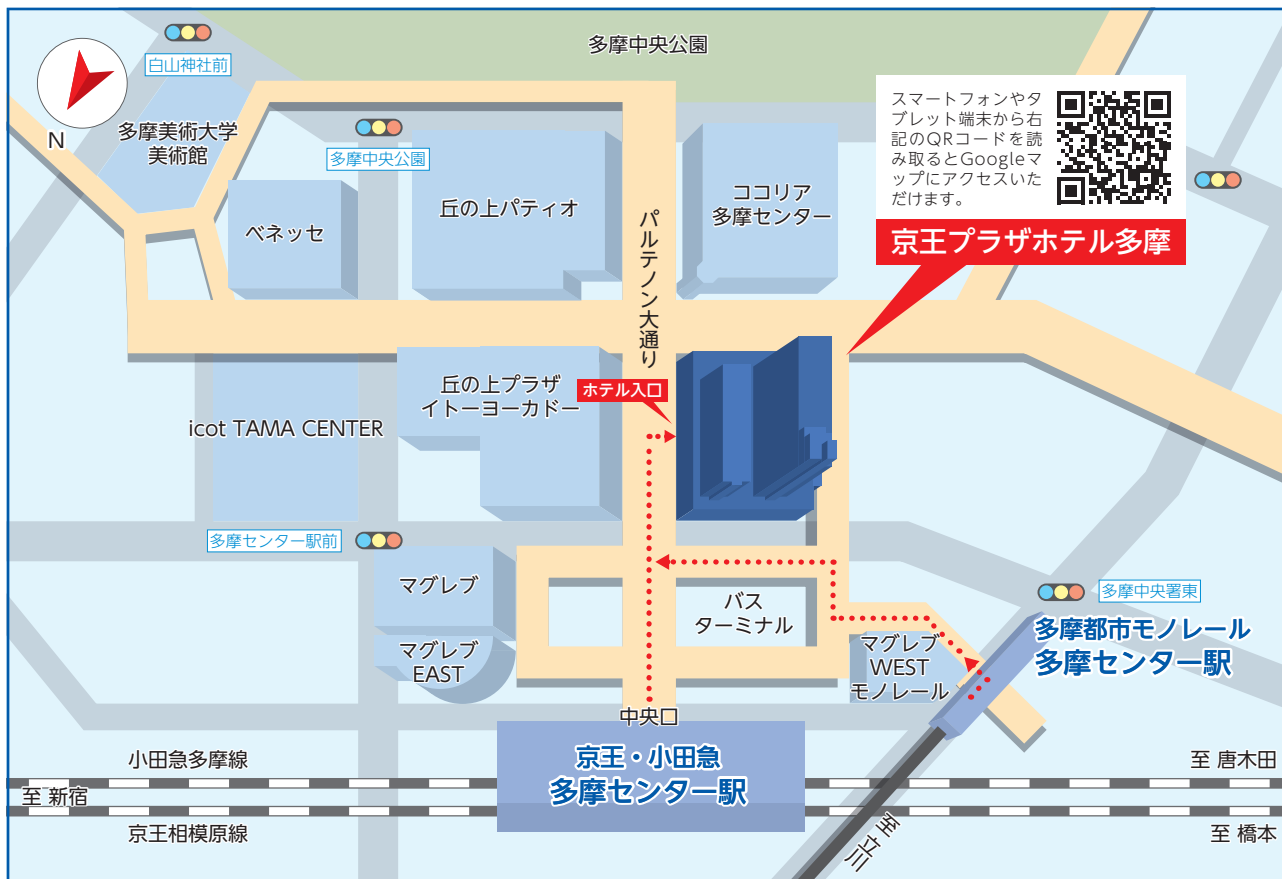 白山神社前
N
多摩美術大学
美術館
多摩中央公園
多摩中央公園
ベネッセ
丘の上パティオ
パルテノン大通り
ココリア
多摩センター
スマートフォンやタ
ブレット端末から右
記のQRコードを読
み取るとGoogleマ
ップにアクセスいた
だけます。
京王プラザホテル多摩
icot TAMA CENTER
丘の上プラザ
イトーヨーカドー
ホテル入口
多摩センター駅前
マグレブ
マグレブ
EAST
バス
ターミナル
マグレブ
WEST
モノレール
多摩中央署東
多摩都市モノレール
多摩センター駅
中央口
京王・小田急
多摩センター駅
小田急多摩線
至 新宿
京王相模原線
至 唐木田
至 橋本
至 立川